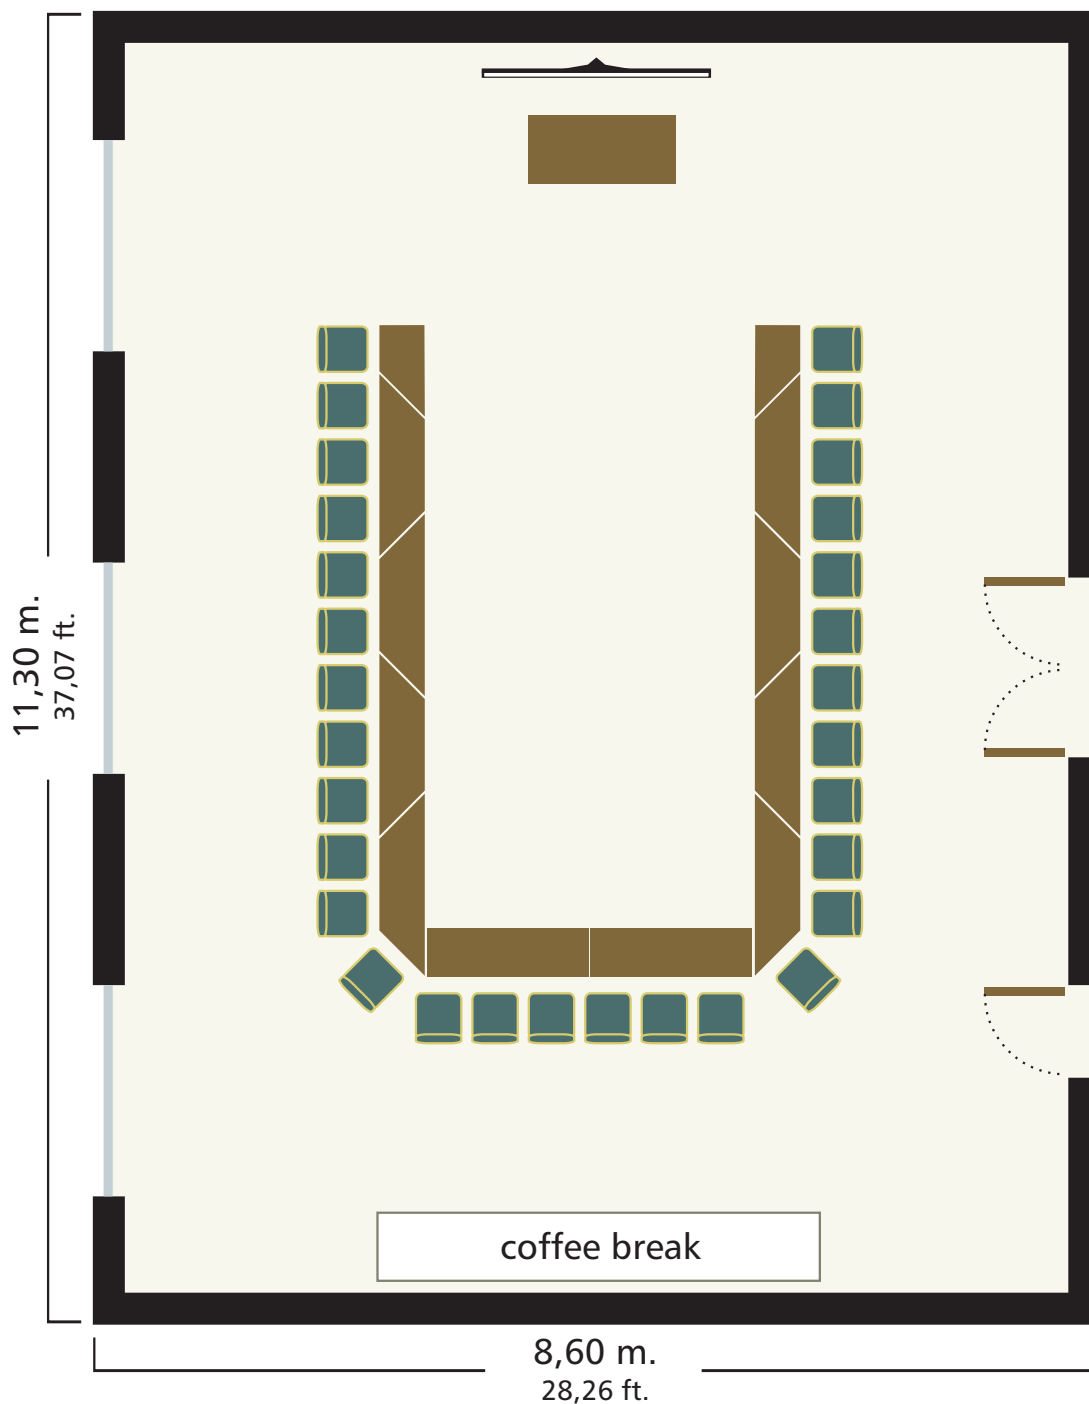 11,30 m.
37,07 ft.
coffee break
8,60 m.
28,26 ft.